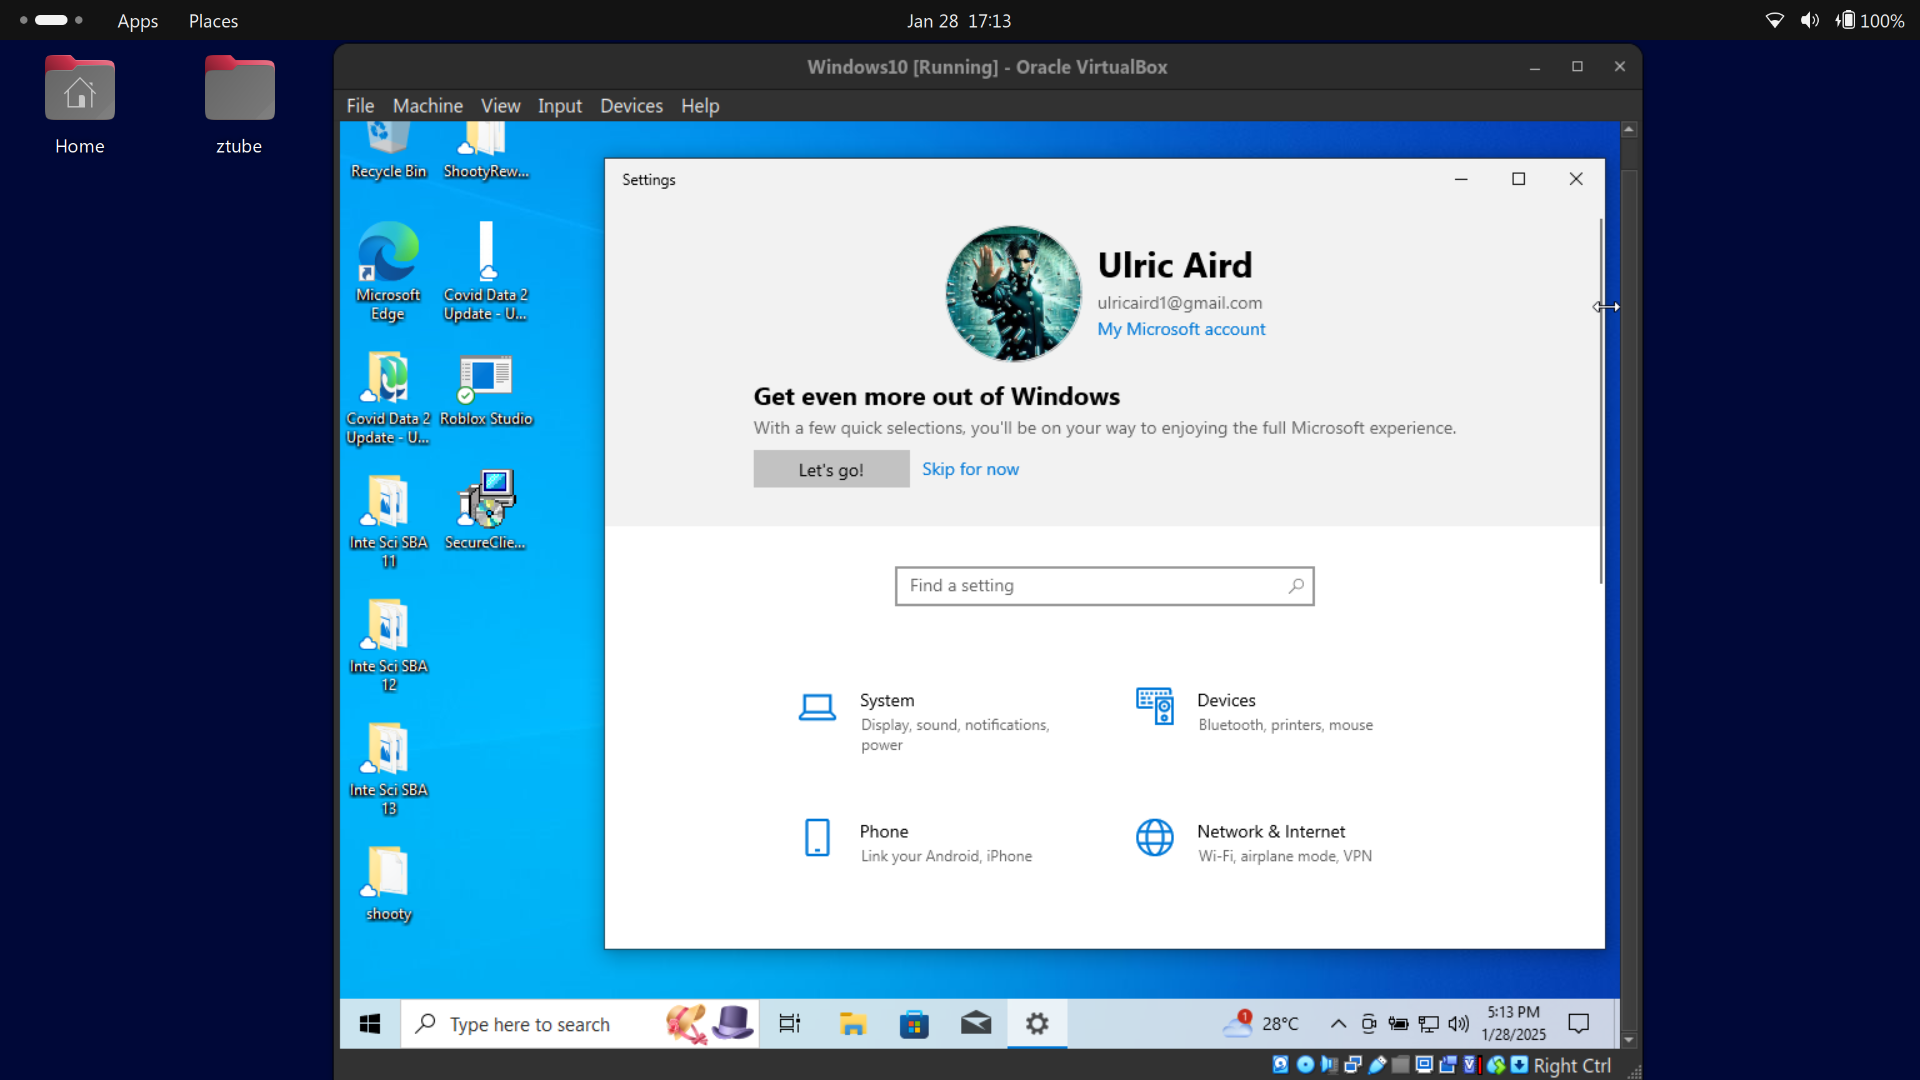 Apps
Places
Jan 28 17:13
100%
Home
ztube
Windows10 [Running] - Oracle VirtualBox
File
Machine
View
Input
Devices
Help
Recycle Bin
ShootyRew...
Microsoft
Edge
Covid Data 2
Update - U...
Covid Data 2
Update - U...
Roblox Studio
Inte Sci SBA
11
SecureClie...
Inte Sci SBA
12
Inte Sci SBA
13
shooty
Settings
Ulric Aird
ulricaird1@gmail.com
My Microsoft account
Get even more out of Windows
With a few quick selections, you'll be on your way to enjoying the full Microsoft experience.
Let's go!
Skip for now
Find a setting
System
Display, sound, notifications,
power
Devices
Bluetooth, printers, mouse
Phone
Link your Android, iPhone
Network & Internet
Wi-Fi, airplane mode, VPN
Type here to search
1
28°C
5:13 PM
1/28/2025
Right Ctrl